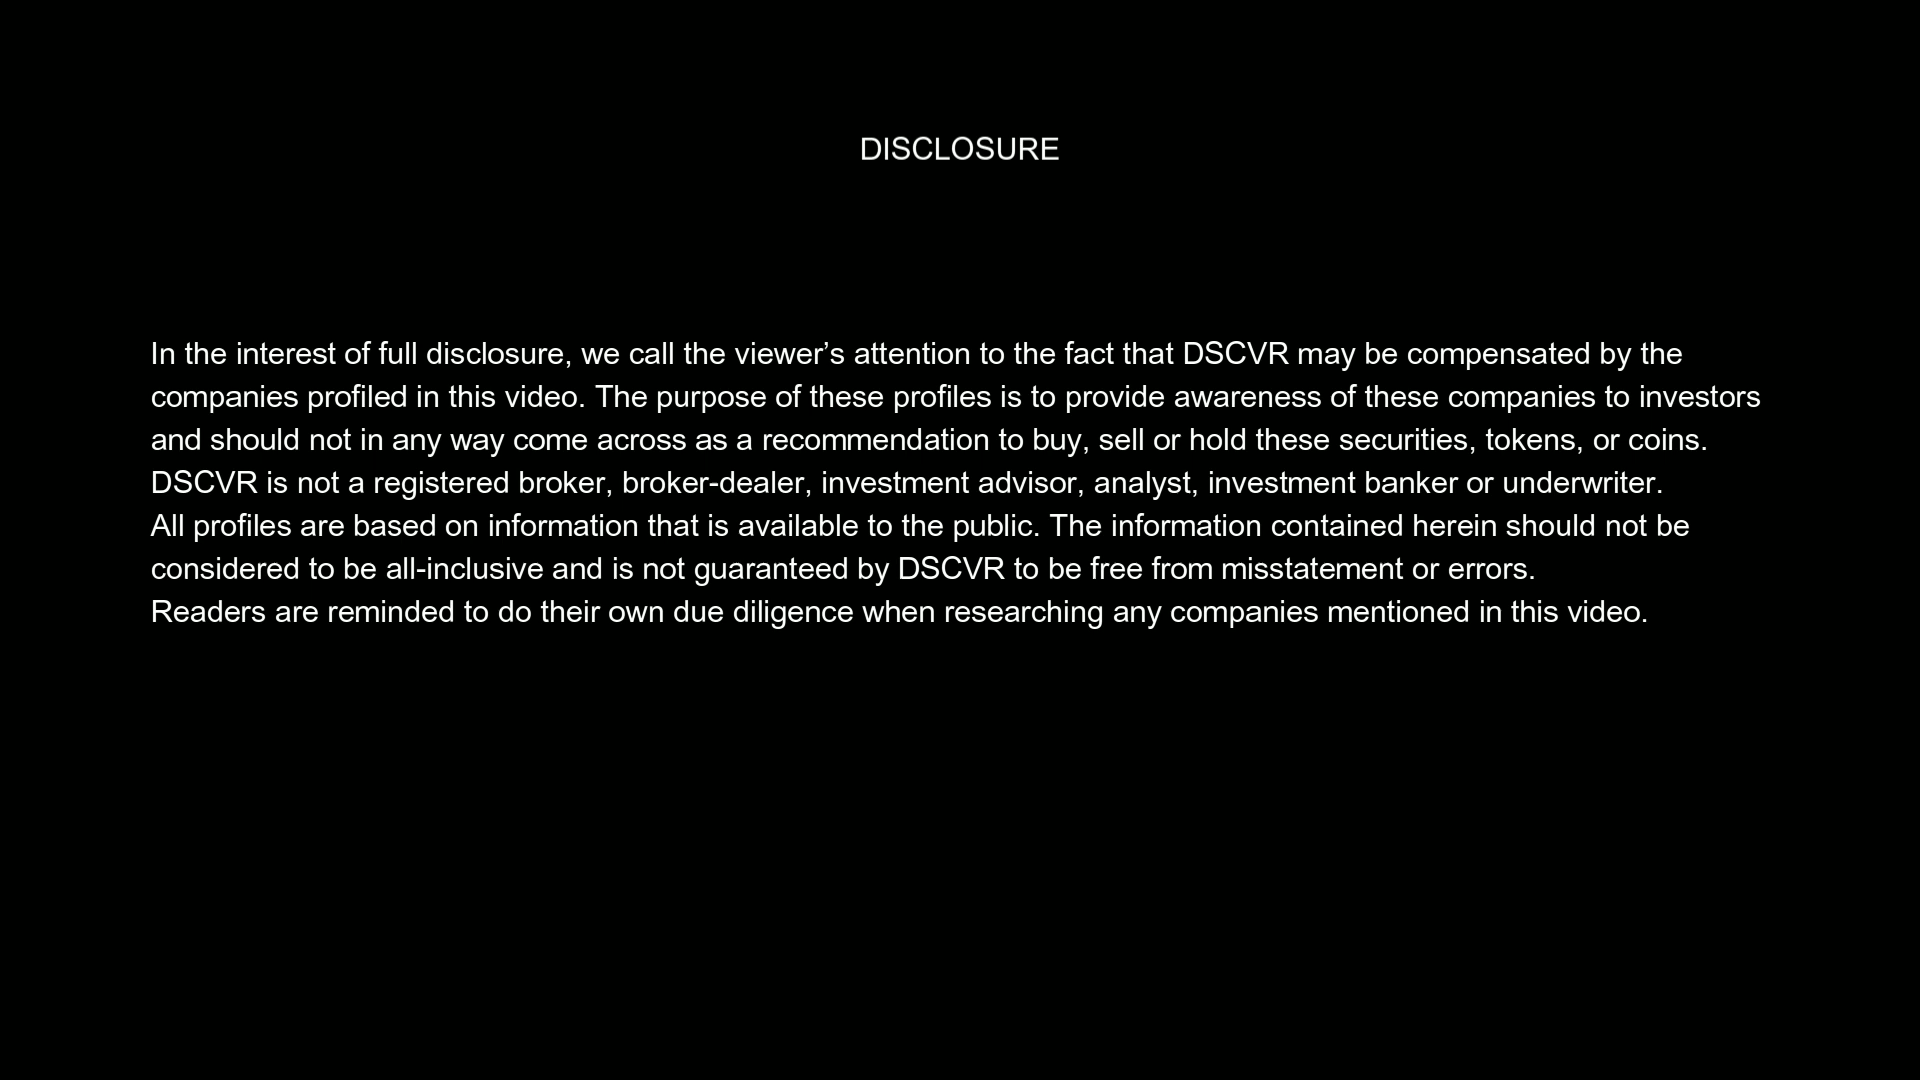 DISCLOSURE
In the interest of full disclosure, we call the viewer’s attention to the fact that DSCVR may be compensated by the
companies profiled in this video. The purpose of these profiles is to provide awareness of these companies to investors
and should not in any way come across as a recommendation to buy, sell or hold these securities, tokens, or coins.
DSCVR is not a registered broker, broker-dealer, investment advisor, analyst, investment banker or underwriter.
All profiles are based on information that is available to the public. The information contained herein should not be
considered to be all-inclusive and is not guaranteed by DSCVR to be free from misstatement or errors.
Readers are reminded to do their own due diligence when researching any companies mentioned in this video.